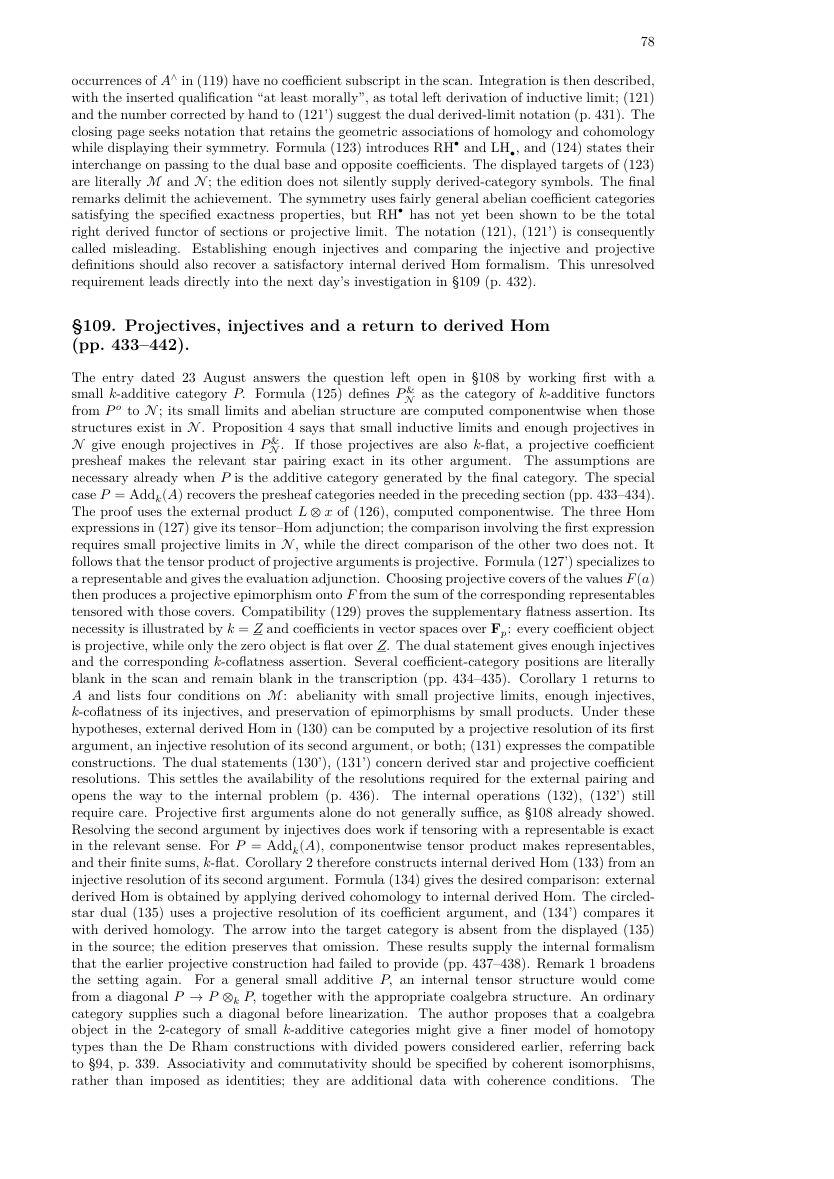 78
occurrences of A^∧ in (119) have no coefficient subscript in the scan. Integration is then described,
with the inserted qualification “at least morally”, as total left derivation of inductive limit; (121)
and the number corrected by hand to (121’) suggest the dual derived-limit notation (p. 431). The
closing page seeks notation that retains the geometric associations of homology and cohomology
while displaying their symmetry. Formula (123) introduces RH^• and LH_•, and (124) states their
interchange on passing to the dual base and opposite coefficients. The displayed targets of (123)
are literally ℳ and 𝒩; the edition does not silently supply derived-category symbols. The final
remarks delimit the achievement. The symmetry uses fairly general abelian coefficient categories
satisfying the specified exactness properties, but RH^• has not yet been shown to be the total
right derived functor of sections or projective limit. The notation (121), (121’) is consequently
called misleading. Establishing enough injectives and comparing the injective and projective
definitions should also recover a satisfactory internal derived Hom formalism. This unresolved
requirement leads directly into the next day’s investigation in §109 (p. 432).
§109. Projectives, injectives and a return to derived Hom
(pp. 433–442).
The entry dated 23 August answers the question left open in §108 by working first with a
small k-additive category P. Formula (125) defines P^&_𝒩 as the category of k-additive functors
from P^o to 𝒩; its small limits and abelian structure are computed componentwise when those
structures exist in 𝒩. Proposition 4 says that small inductive limits and enough projectives in
𝒩 give enough projectives in P^&_𝒩. If those projectives are also k-flat, a projective coefficient
presheaf makes the relevant star pairing exact in its other argument. The assumptions are
necessary already when P is the additive category generated by the final category. The special
case P = Add_k(A) recovers the presheaf categories needed in the preceding section (pp. 433–434).
The proof uses the external product L ⊗ x of (126), computed componentwise. The three Hom
expressions in (127) give its tensor–Hom adjunction; the comparison involving the first expression
requires small projective limits in 𝒩, while the direct comparison of the other two does not. It
follows that the tensor product of projective arguments is projective. Formula (127’) specializes to
a representable and gives the evaluation adjunction. Choosing projective covers of the values F(a)
then produces a projective epimorphism onto F from the sum of the corresponding representables
tensored with those covers. Compatibility (129) proves the supplementary flatness assertion. Its
necessity is illustrated by k = Z and coefficients in vector spaces over F_p: every coefficient object
is projective, while only the zero object is flat over Z. The dual statement gives enough injectives
and the corresponding k-coflatness assertion. Several coefficient-category positions are literally
blank in the scan and remain blank in the transcription (pp. 434–435). Corollary 1 returns to
A and lists four conditions on ℳ: abelianity with small projective limits, enough injectives,
k-coflatness of its injectives, and preservation of epimorphisms by small products. Under these
hypotheses, external derived Hom in (130) can be computed by a projective resolution of its first
argument, an injective resolution of its second argument, or both; (131) expresses the compatible
constructions. The dual statements (130’), (131’) concern derived star and projective coefficient
resolutions. This settles the availability of the resolutions required for the external pairing and
opens the way to the internal problem (p. 436). The internal operations (132), (132’) still
require care. Projective first arguments alone do not generally suffice, as §108 already showed.
Resolving the second argument by injectives does work if tensoring with a representable is exact
in the relevant sense. For P = Add_k(A), componentwise tensor product makes representables,
and their finite sums, k-flat. Corollary 2 therefore constructs internal derived Hom (133) from an
injective resolution of its second argument. Formula (134) gives the desired comparison: external
derived Hom is obtained by applying derived cohomology to internal derived Hom. The circled-
star dual (135) uses a projective resolution of its coefficient argument, and (134’) compares it
with derived homology. The arrow into the target category is absent from the displayed (135)
in the source; the edition preserves that omission. These results supply the internal formalism
that the earlier projective construction had failed to provide (pp. 437–438). Remark 1 broadens
the setting again. For a general small additive P, an internal tensor structure would come
from a diagonal P → P ⊗_k P, together with the appropriate coalgebra structure. An ordinary
category supplies such a diagonal before linearization. The author proposes that a coalgebra
object in the 2-category of small k-additive categories might give a finer model of homotopy
types than the De Rham constructions with divided powers considered earlier, referring back
to §94, p. 339. Associativity and commutativity should be specified by coherent isomorphisms,
rather than imposed as identities; they are additional data with coherence conditions. The